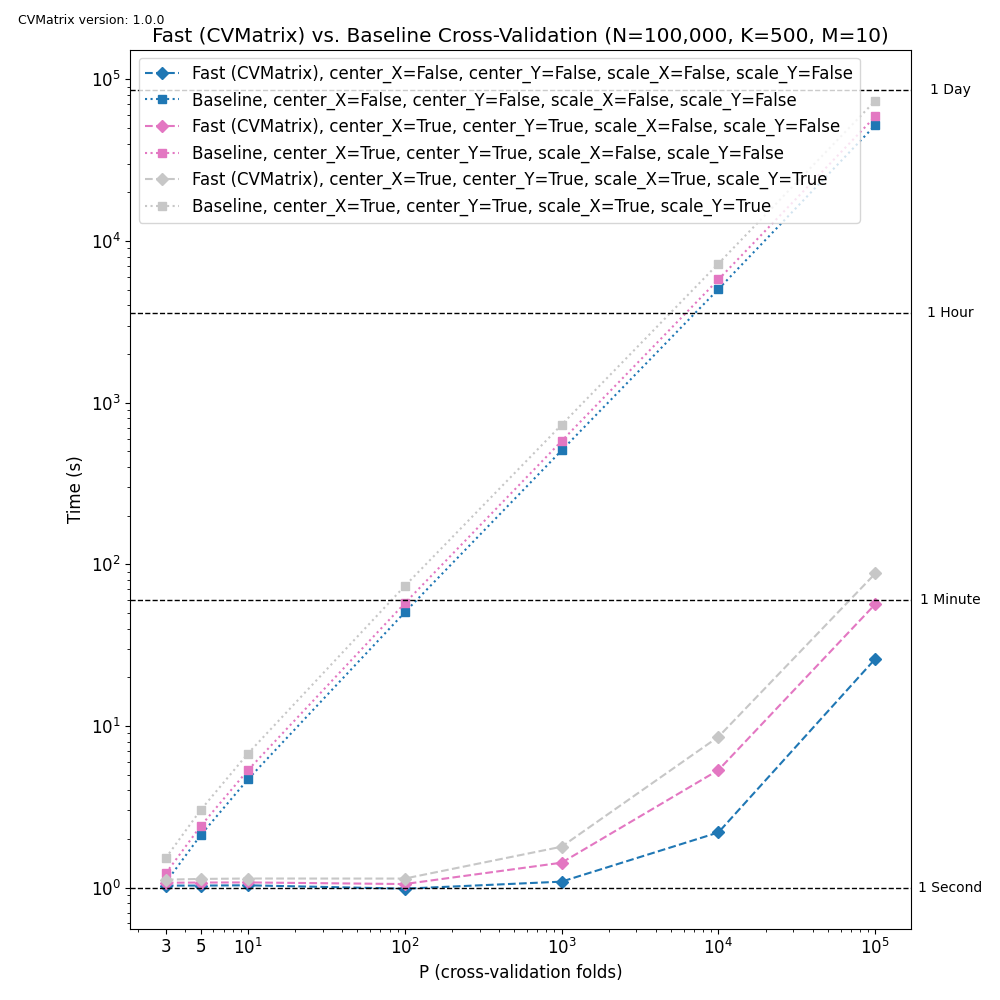 CVMatrix version: 1.0.0
Fast (CVMatrix) vs. Baseline Cross-Validation (N=100,000, K=500, M=10)
Fast (CVMatrix), center_X=False, center_Y=False, scale_X=False, scale_Y=False
Baseline, center_X=False, center_Y=False, scale_X=False, scale_Y=False
Fast (CVMatrix), center_X=True, center_Y=True, scale_X=False, scale_Y=False
Baseline, center_X=True, center_Y=True, scale_X=False, scale_Y=False
Fast (CVMatrix), center_X=True, center_Y=True, scale_X=True, scale_Y=True
Baseline, center_X=True, center_Y=True, scale_X=True, scale_Y=True
10⁵
10⁴
10³
10²
10¹
10⁰
Time (s)
1 Day
1 Hour
1 Minute
1 Second
3 5 10¹ 10² 10³ 10⁴ 10⁵
P (cross-validation folds)